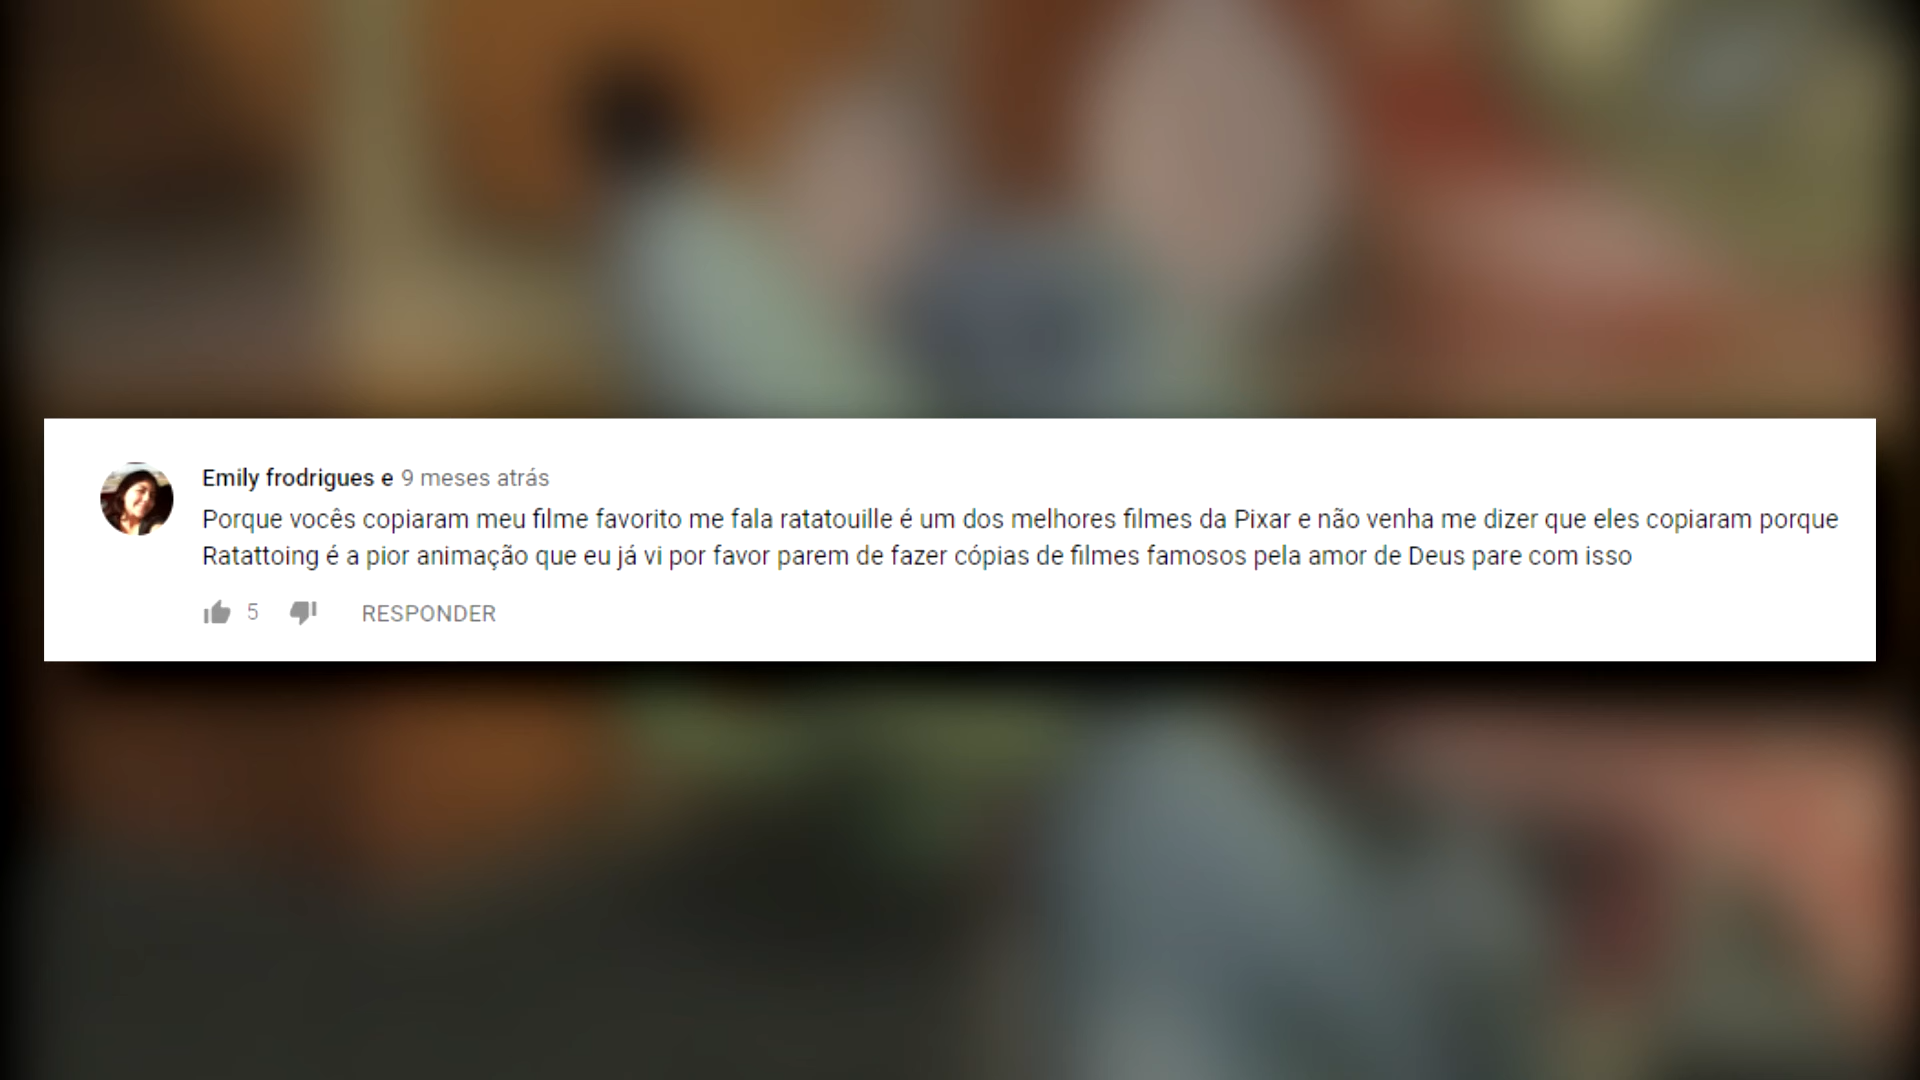 Emily frodrigues e 9 meses atrás
Porque vocês copiaram meu filme favorito me fala ratatouille é um dos melhores filmes da Pixar e não venha me dizer que eles copiaram porque
Ratattoing é a pior animação que eu já vi por favor parem de fazer cópias de filmes famosos pela amor de Deus pare com isso
5 RESPONDER